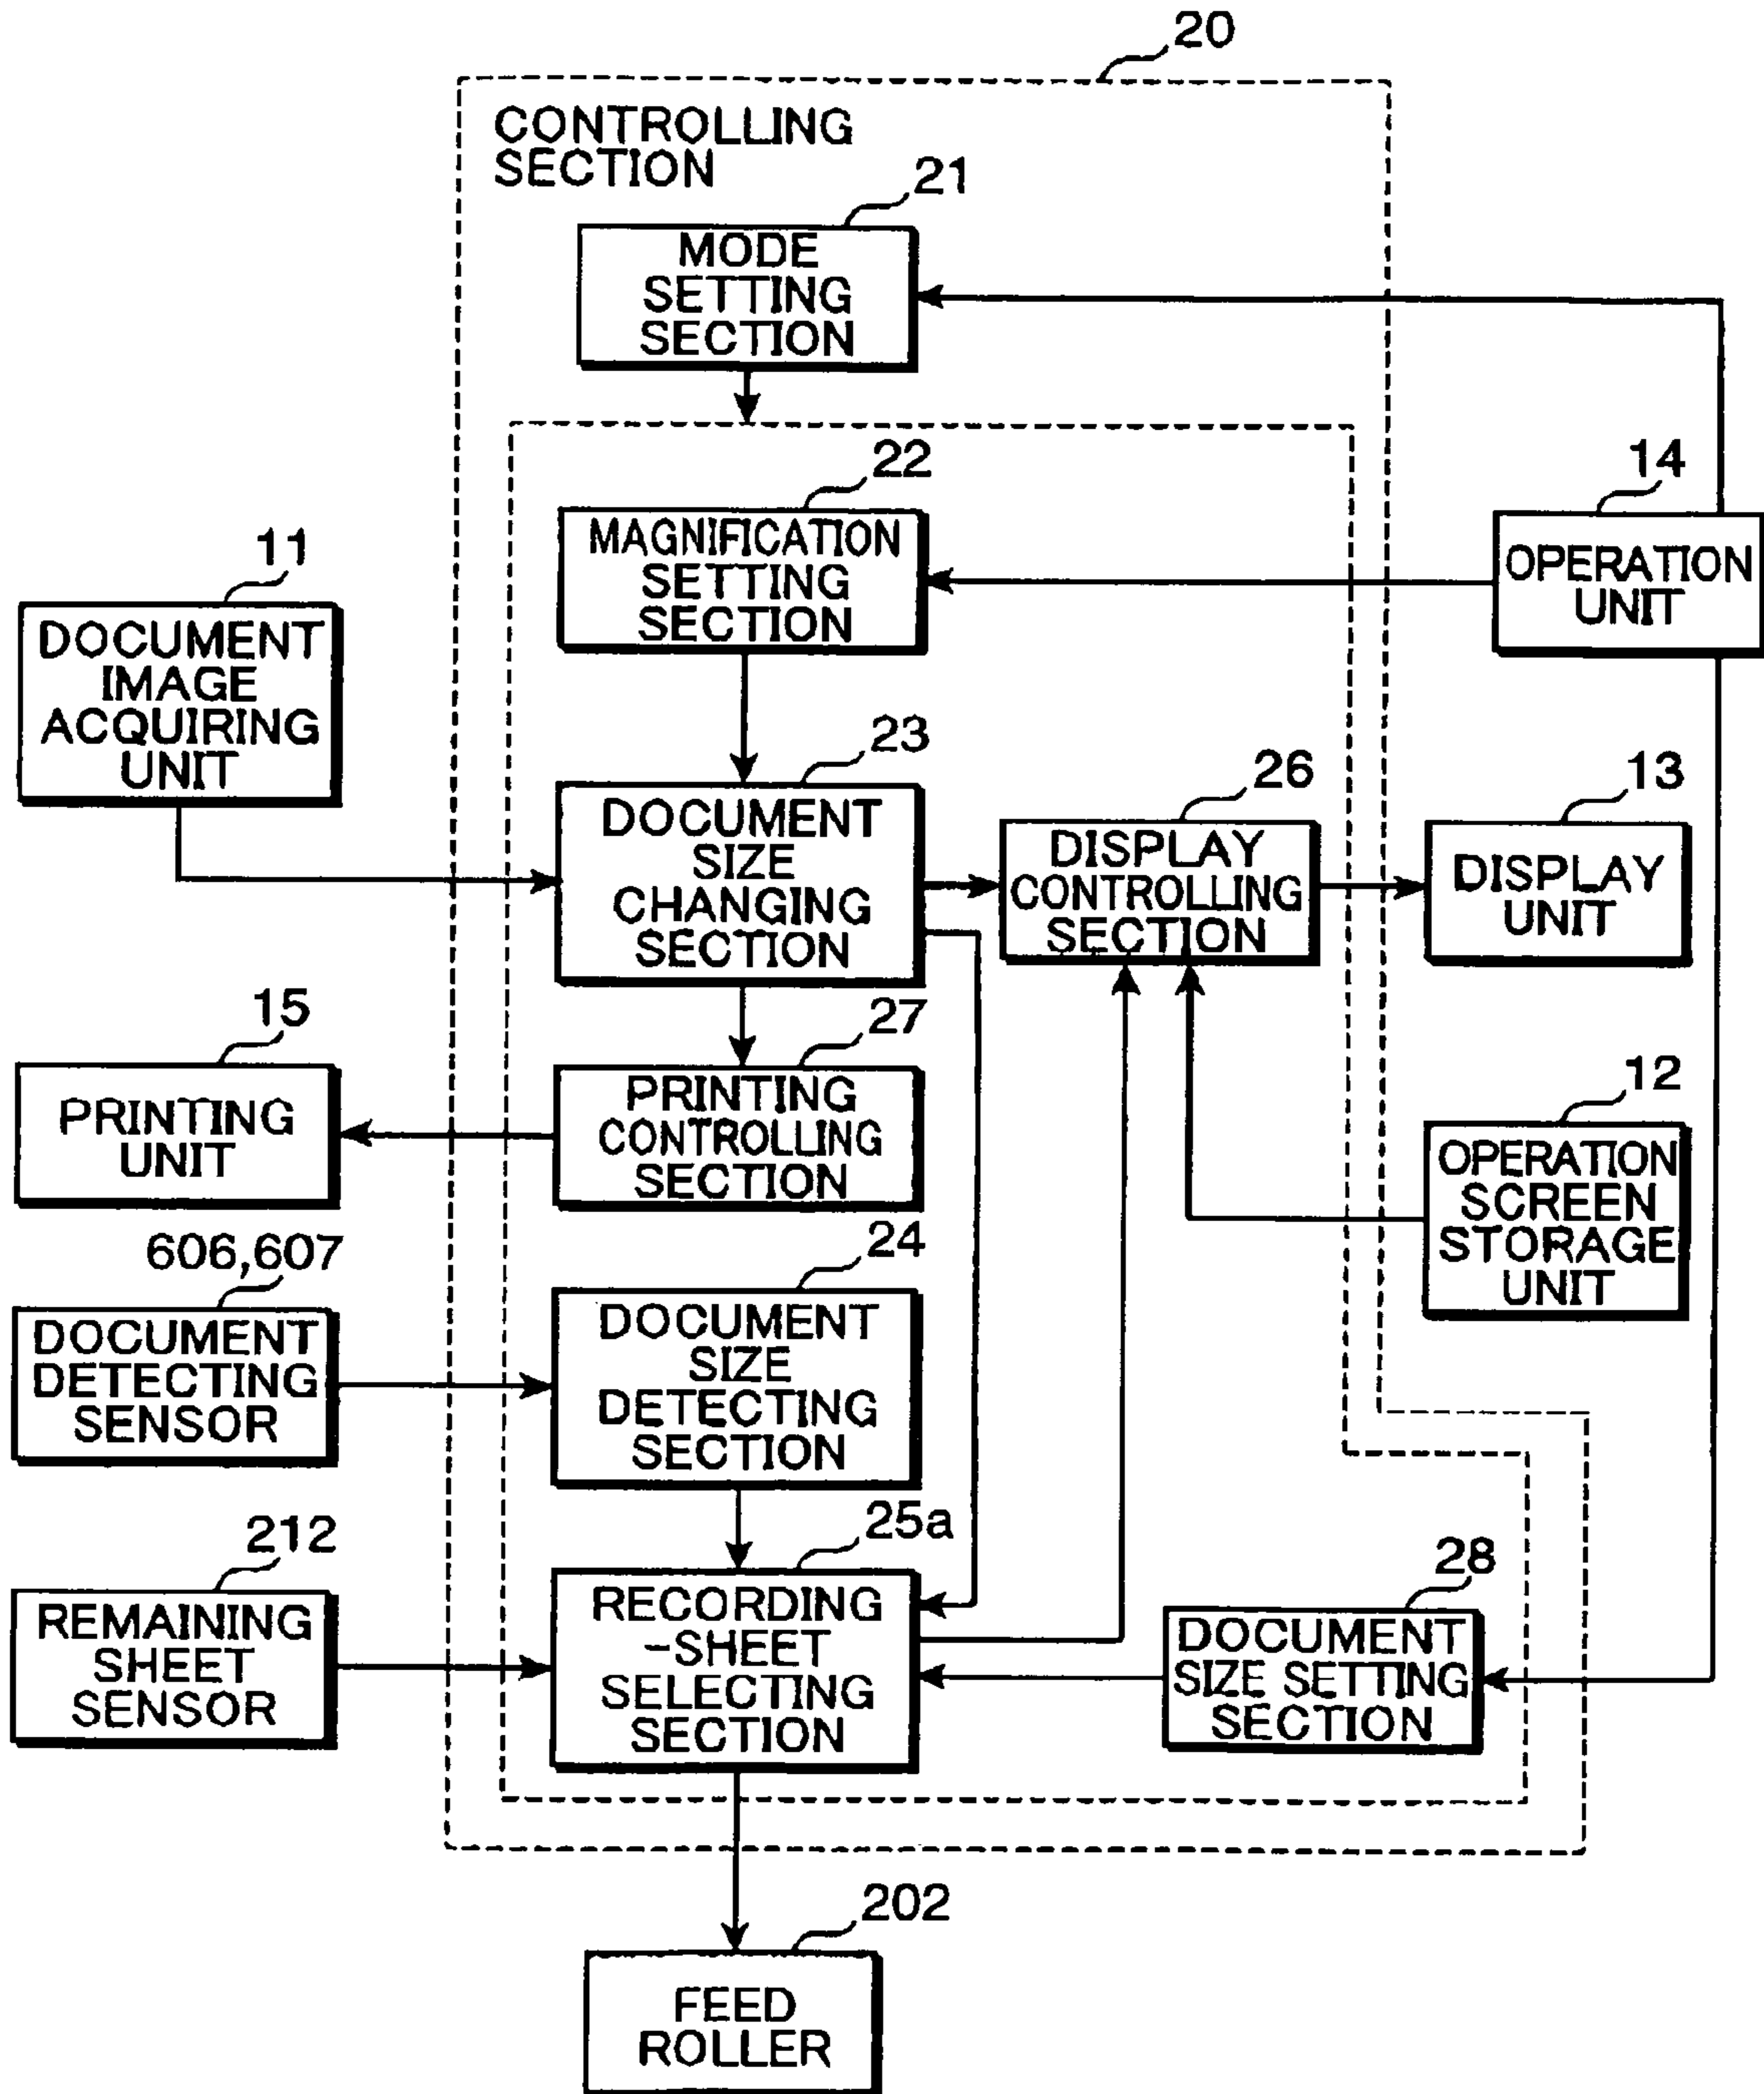 20
CONTROLLING
SECTION
21
MODE
SETTING
SECTION
22
MAGNIFICATION
SETTING
SECTION
14
OPERATION
UNIT
11
DOCUMENT
IMAGE
ACQUIRING
UNIT
23
DOCUMENT
SIZE
CHANGING
SECTION
26
DISPLAY
CONTROLLING
SECTION
13
DISPLAY
UNIT
15
PRINTING
UNIT
27
PRINTING
CONTROLLING
SECTION
12
OPERATION
SCREEN
STORAGE
UNIT
606,607
DOCUMENT
DETECTING
SENSOR
24
DOCUMENT
SIZE
DETECTING
SECTION
212
REMAINING
SHEET
SENSOR
25a
RECORDING
-SHEET
SELECTING
SECTION
28
DOCUMENT
SIZE SETTING
SECTION
202
FEED
ROLLER